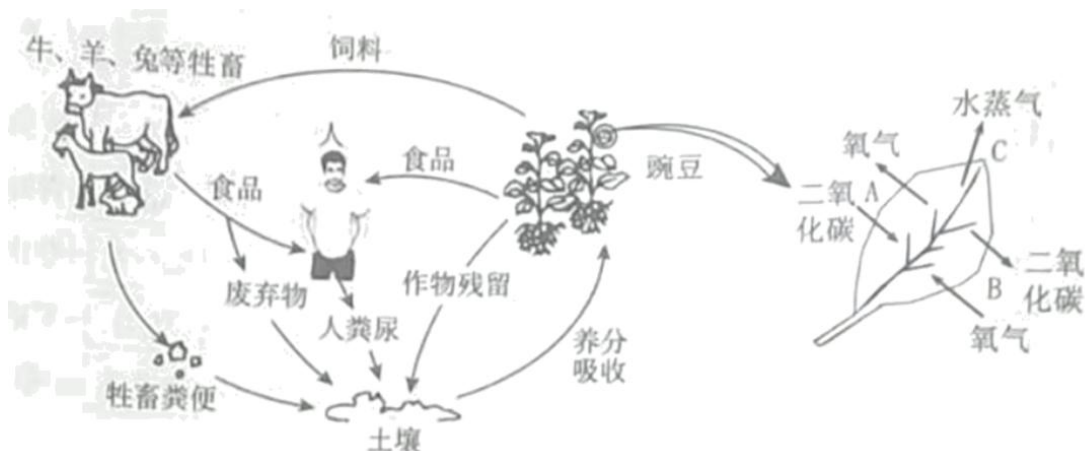 牛、羊、兔等牲畜
饲料
人
食品
食品
豌豆
废弃物
作物残留
人粪尿
养分
吸收
牲畜粪便
土壤
水蒸气
氧气
C
二氧
化碳
A
二氧
化碳
B
氧气